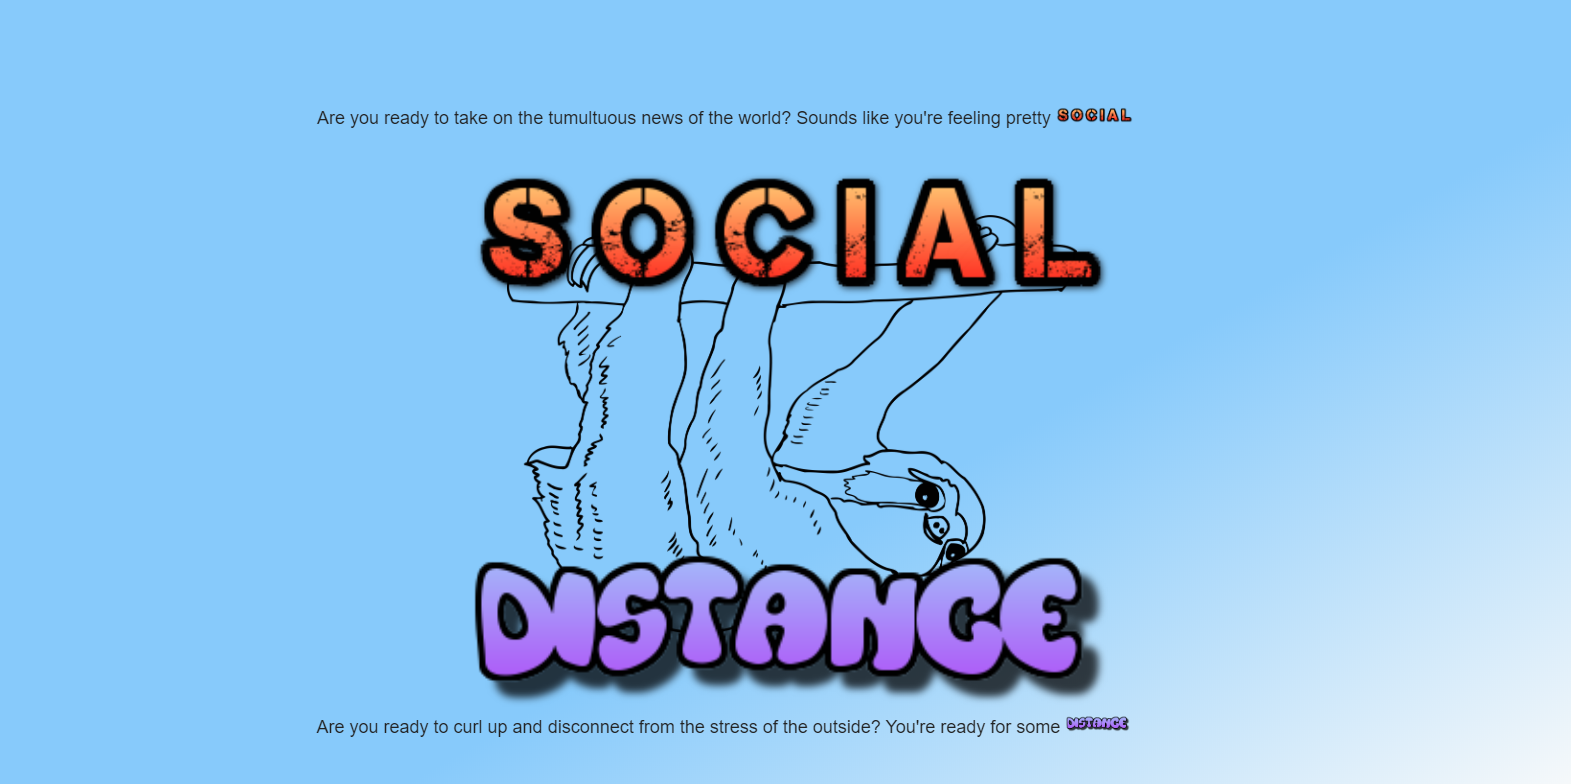 Are you ready to take on the tumultuous news of the world? Sounds like you're feeling pretty SOCIAL
SOCIAL
DISTANCE
Are you ready to curl up and disconnect from the stress of the outside? You're ready for some DISTANCE